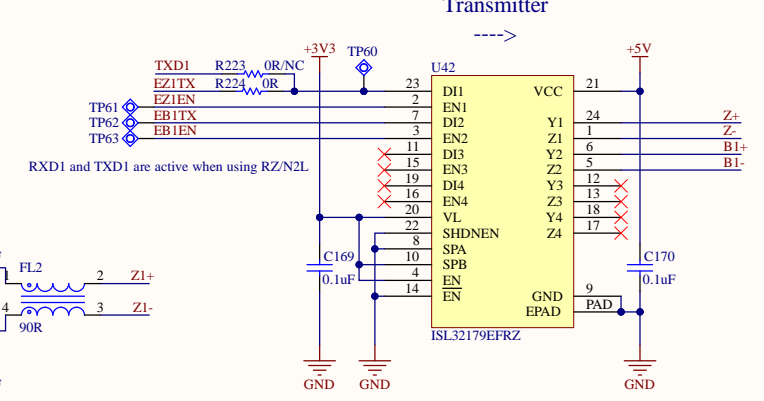 Transmitter
---->
+3V3
TP60
+5V
TXD1 R223 0R/NC
U42
EZ1TX R224 0R
23 DI1 VCC 21
EZ1EN
TP61 2 EN1
TP62 EB1TX 7 DI2 Y1 24 Z+
TP63 EB1EN 3 EN2 Z1 1 Z-
11 DI3 Y2 6 B1+
RXD1 and TXD1 are active when using RZ/N2L
15 EN3 Z2 5 B1-
19 DI4 Y3 12
16 EN4 Z3 13
20 VL Y4 18
22 SHDNEN Z4 17
8 SPA
C169 10 SPB C170
0.1uF 4 EN 0.1uF
14 EN GND 9
EPAD PAD
ISL32179EFRZ
1 FL2 2 Z1+
4 3 Z1-
90R
GND GND GND